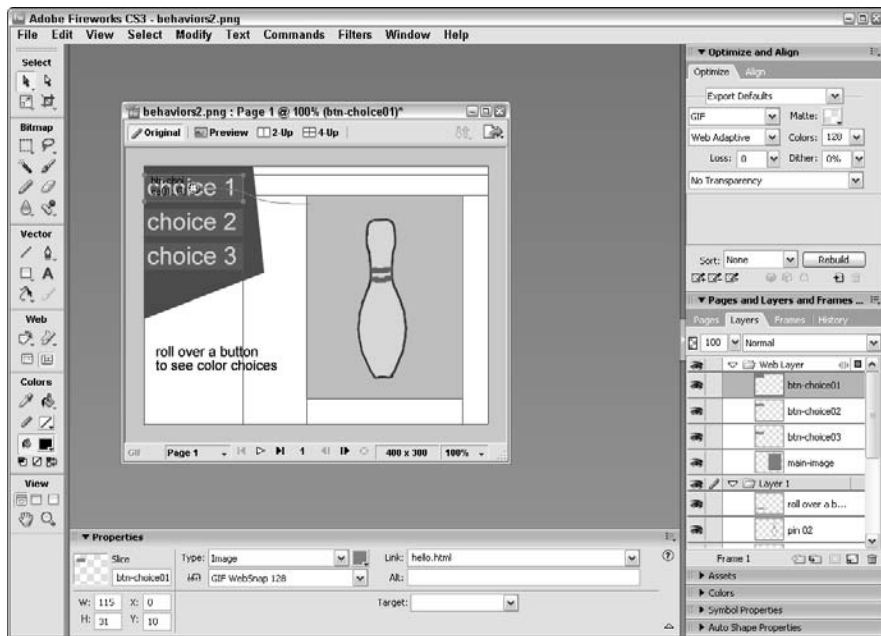 Adobe Fireworks CS3 - behaviors2.png
File Edit View Select Modify Text Commands Filters Window Help
Select
Bitmap
Vector
Web
Colors
View
behaviors2.png : Page 1 @ 100% (btn-choice01)*
Original Preview 2-Up 4-Up
choice 1
choice 2
choice 3
roll over a button
to see color choices
GIF Page 1 1 400 x 300 100%
Properties
Slice Type: Image Link: hello.html
btn-choice01 GIF WebSnap 128 Alt:
W: 115 X: 0 Target:
H: 31 Y: 10
Optimize and Align
Optimize Align
Export Defaults
GIF Matte:
Web Adaptive Colors: 128
Loss: 0 Dither: 0%
No Transparency
Sort: None Rebuild
Pages and Layers and Frames ...
Pages Layers Frames History
100 Normal
Web Layer
btn-choice01
btn-choice02
btn-choice03
main-image
Layer 1
roll over a b...
pin 02
Frame 1
Assets
Colors
Symbol Properties
Auto Shape Properties